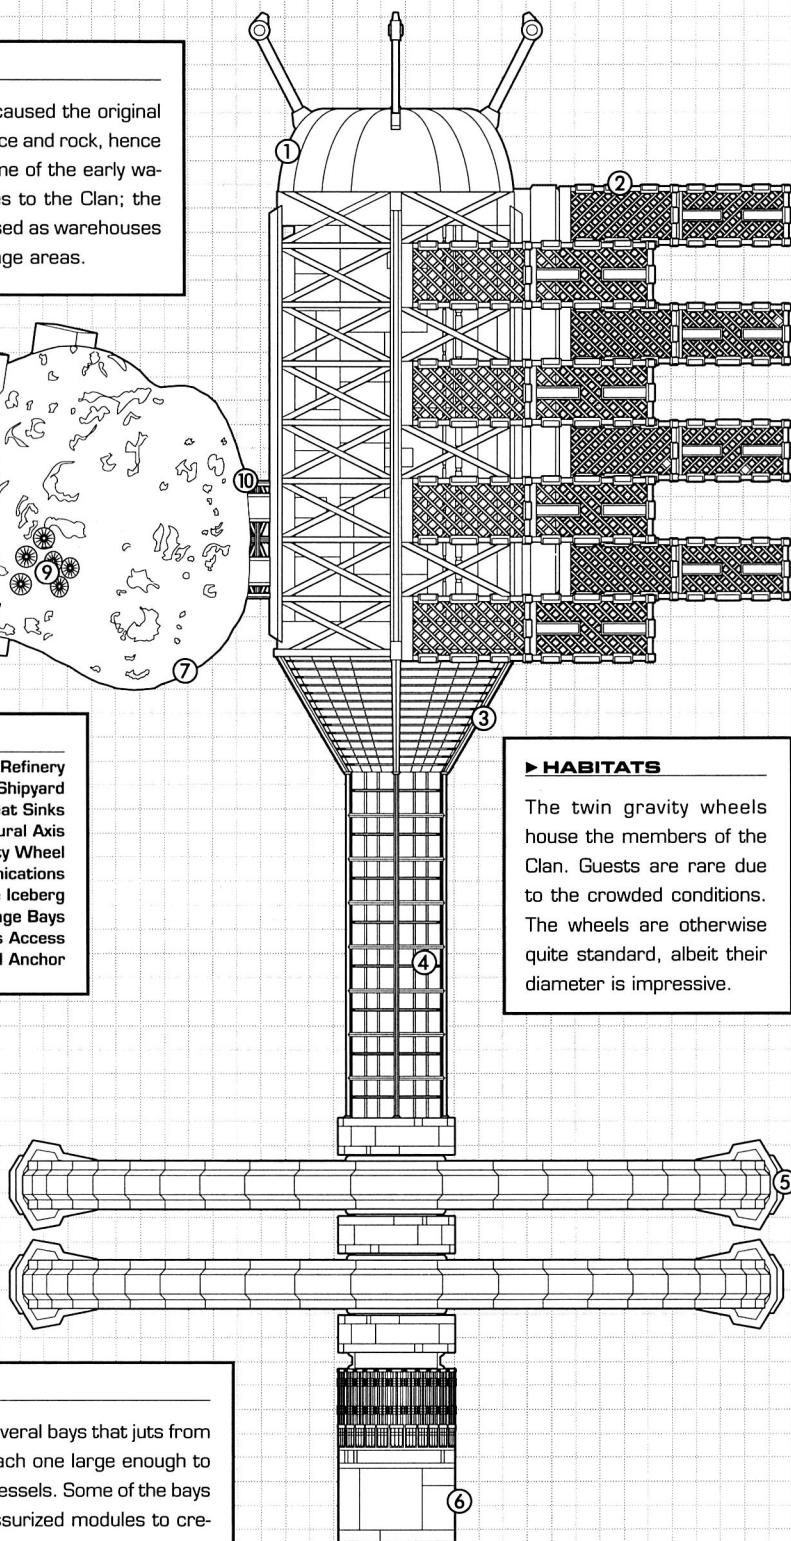 caused the original
ce and rock, hence
ne of the early wa-
es to the Clan; the
sed as warehouses
ge areas.
1
2
10
9
7
3
Refinery
Shipyard
eat Sinks
ural Axis
ty Wheel
nications
Iceberg
ge Bays
s Access
l Anchor
►HABITATS
The twin gravity wheels
house the members of the
Clan. Guests are rare due
to the crowded conditions.
The wheels are otherwise
quite standard, albeit their
diameter is impressive.
4
5
veral bays that juts from
ach one large enough to
essels. Some of the bays
ssurized modules to cre-
6